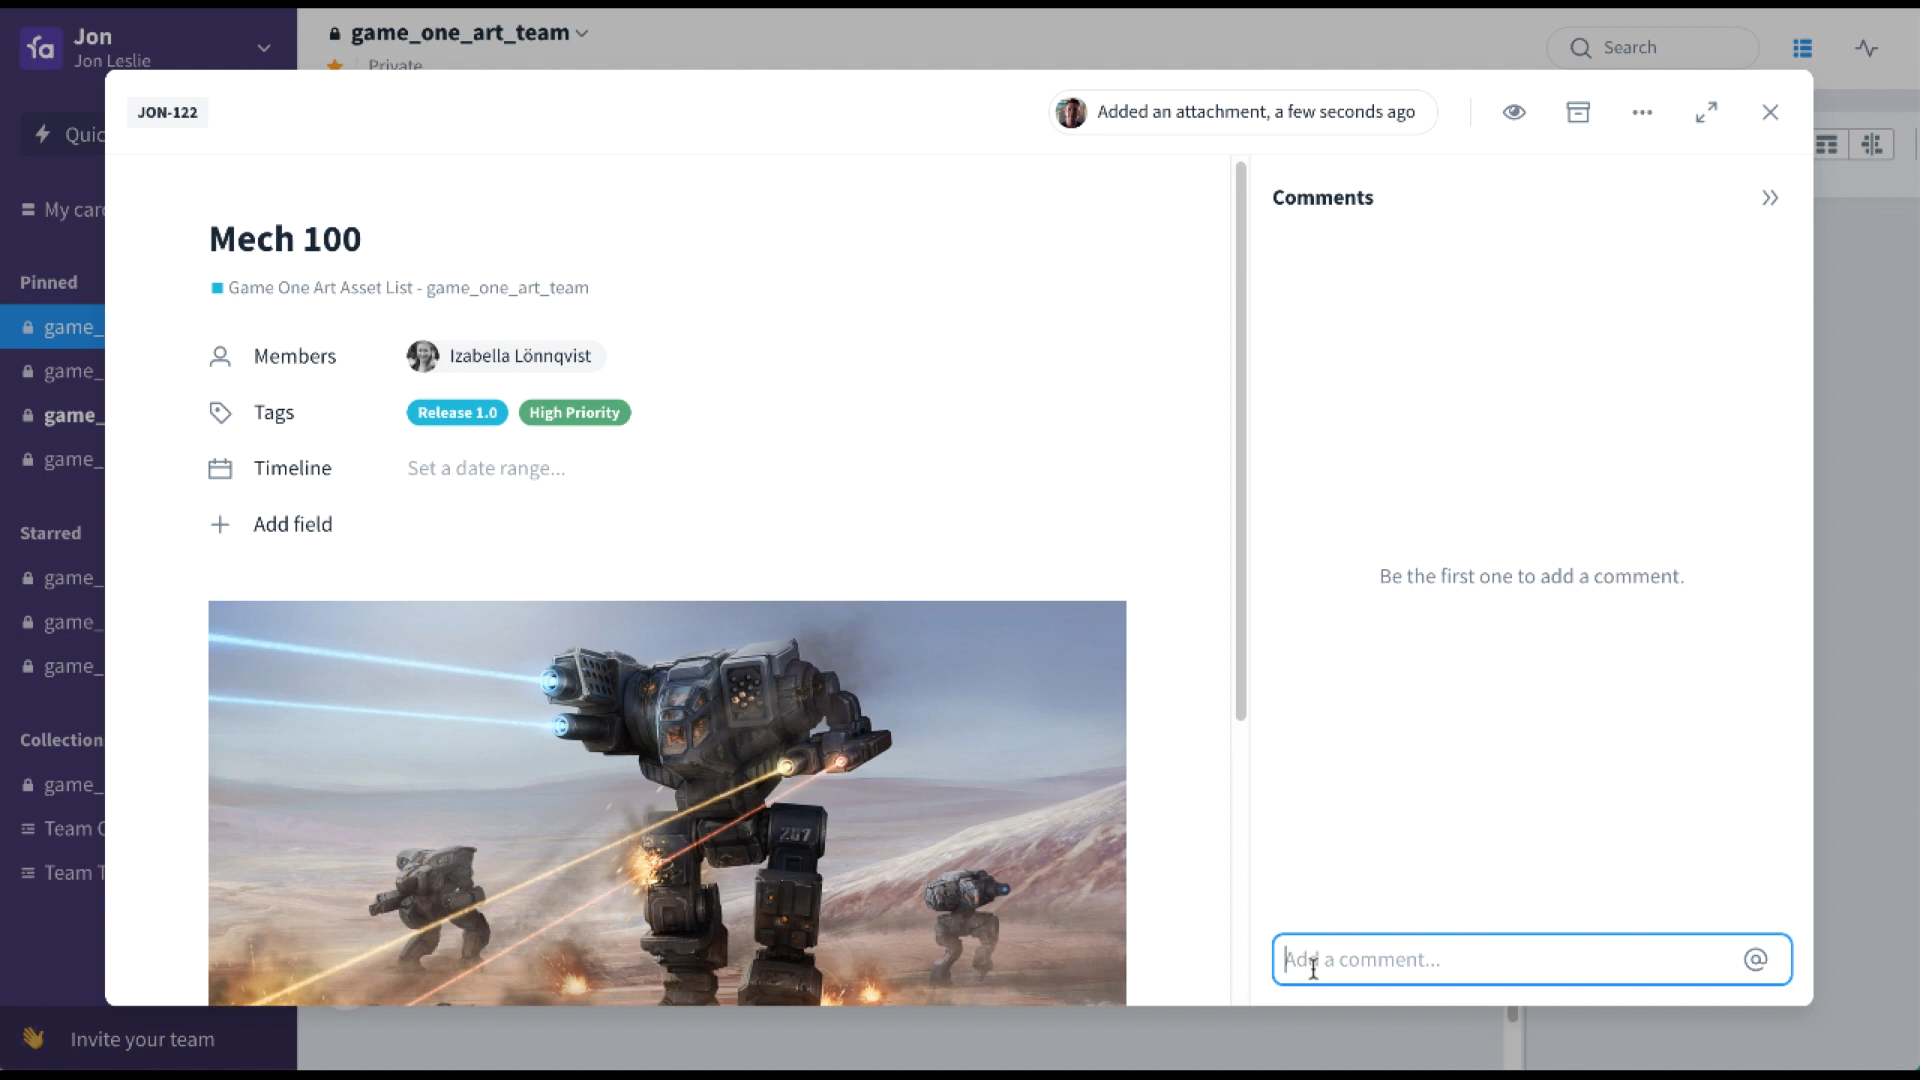 Jon
Jon Leslie
game_one_art_team
Private
Search
JON-122
Added an attachment, a few seconds ago
My
Pinned
game_
game_
game_
game_
Starred
game_
game_
game_
game_
Team
Team
Invite your team
Mech 100
Game One Art Asset List - game_one_art_team
Members
Izabella Lönnqvist
Tags
Release 1.0
High Priority
Timeline
Set a date range...
Add field
287
Comments
Be the first one to add a comment.
Add a comment...
@